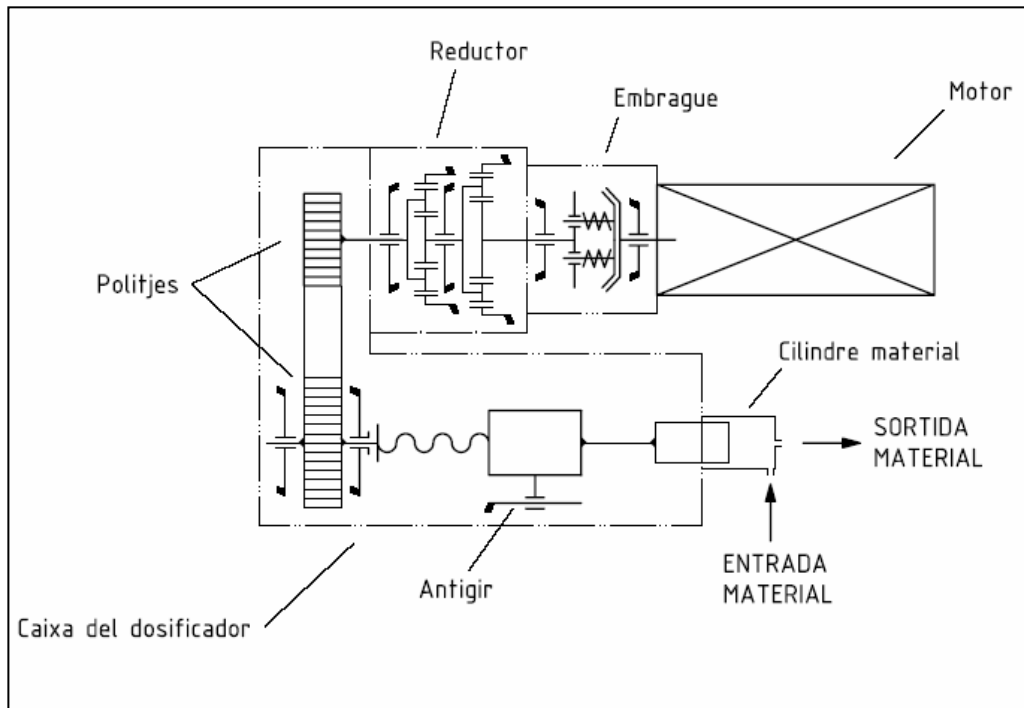 Reductor
Embrague
Motor
Politjes
Cilindre material
SORTIDA
MATERIAL
ENTRADA
MATERIAL
Antigir
Caixa del dosificador